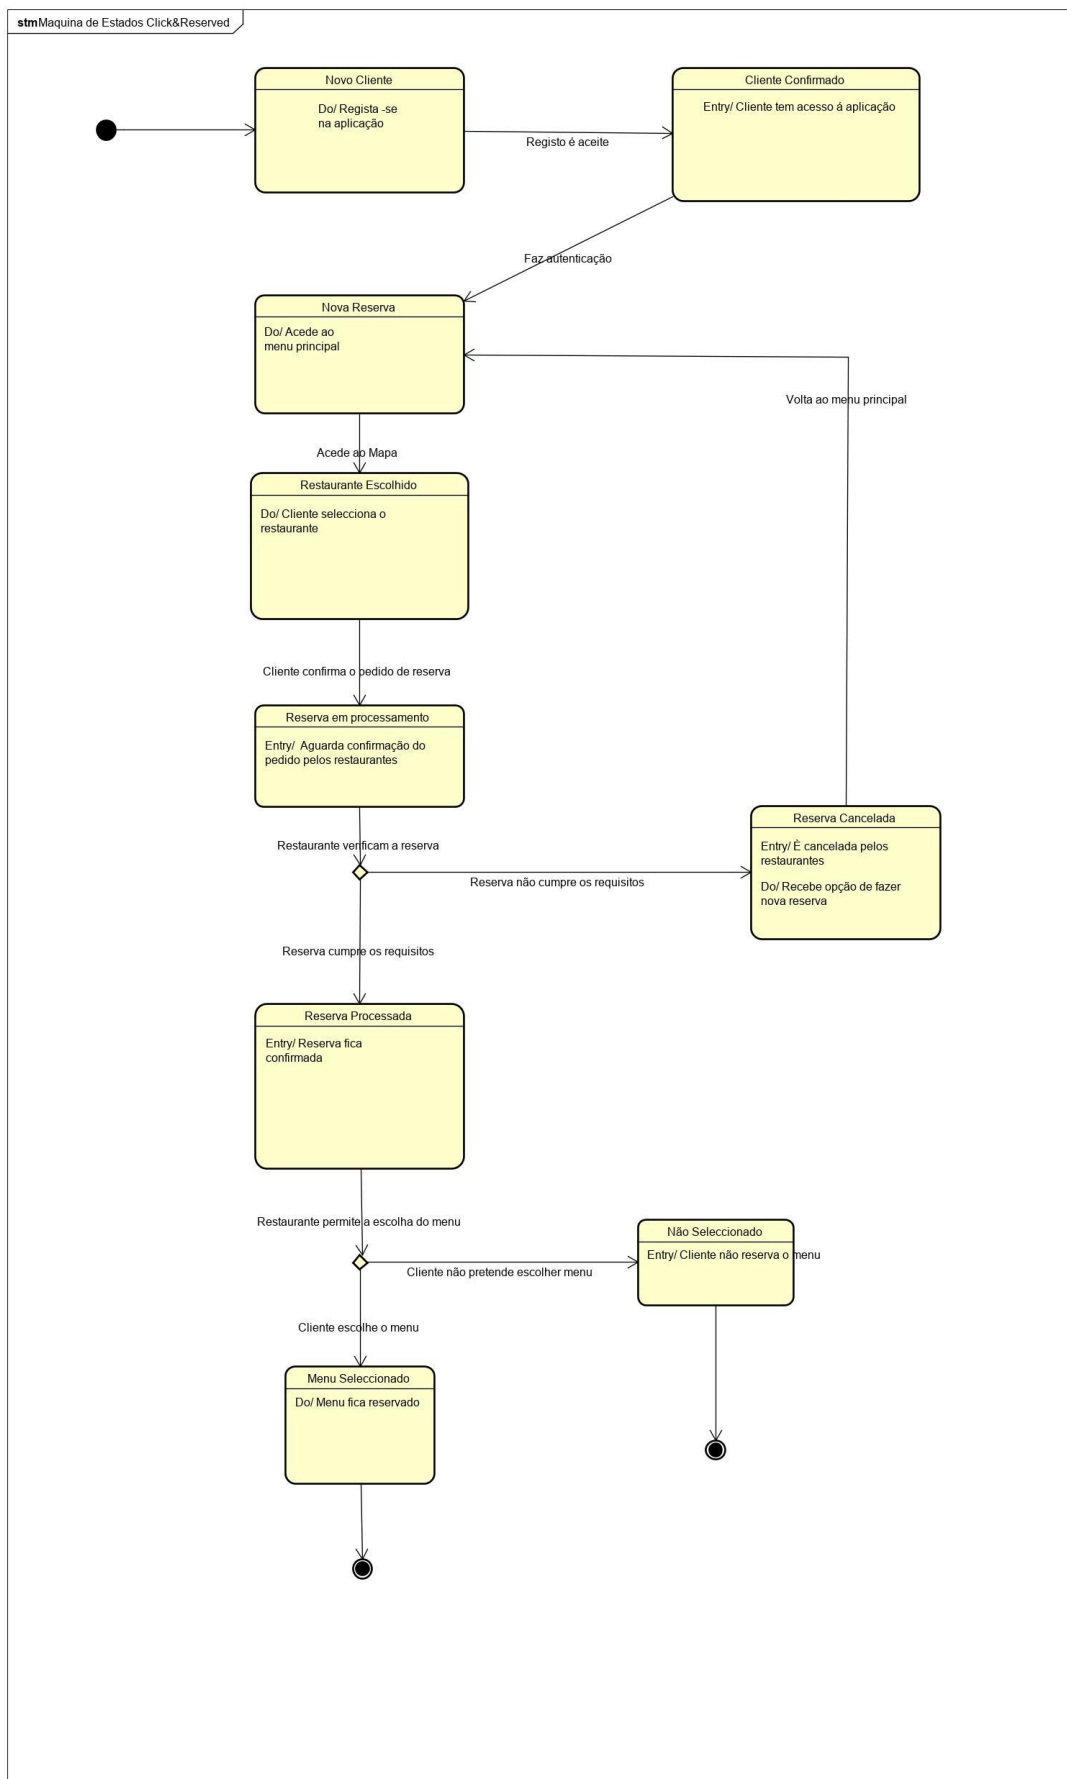 stm Maquina de Estados Click&Reserved
Novo Cliente
Do/ Regista -se
na aplicação
Cliente Confirmado
Entry/ Cliente tem acesso á aplicação
Registo é aceite
Faz autenticação
Nova Reserva
Do/ Acede ao
menu principal
Volta ao menu principal
Acede ao Mapa
Restaurante Escolhido
Do/ Cliente selecciona o
restaurante
Cliente confirma o pedido de reserva
Reserva em processamento
Entry/  Aguarda confirmação do
pedido pelos restaurantes
Restaurante verificam a reserva
Reserva não cumpre os requisitos
Reserva Cancelada
Entry/ È cancelada pelos
restaurantes
Do/ Recebe opção de fazer
nova reserva
Reserva cumpre os requisitos
Reserva Processada
Entry/ Reserva fica
confirmada
Restaurante permite a escolha do menu
Cliente não pretende escolher menu
Não Seleccionado
Entry/ Cliente não reserva o menu
Cliente escolhe o menu
Menu Seleccionado
Do/ Menu fica reservado